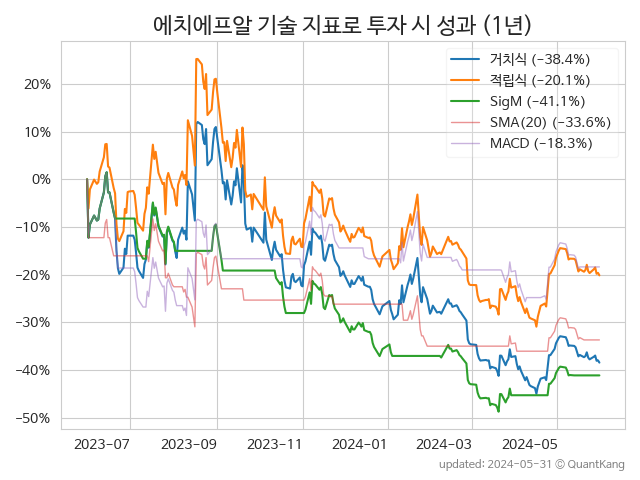 에치에프알 기술 지표로 투자 시 성과 (1년)
거치식 (−38.4%)
적립식 (−20.1%)
SigM (−41.1%)
SMA(20) (−33.6%)
MACD (−18.3%)
20%
10%
0%
−10%
−20%
−30%
−40%
−50%
2023-07 2023-09 2023-11 2024-01 2024-03 2024-05
updated: 2024-05-31 © QuantKang